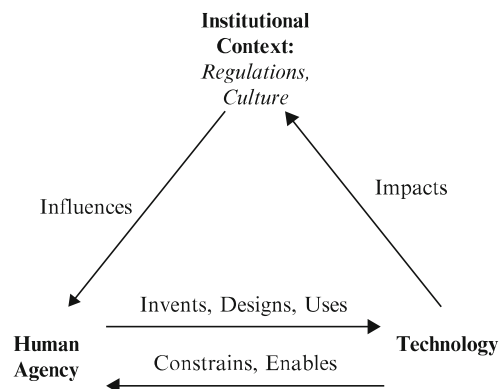 Institutional
Context:
Regulations,
Culture
Influences
Impacts
Invents, Designs, Uses
Human
Agency
Technology
Constrains, Enables